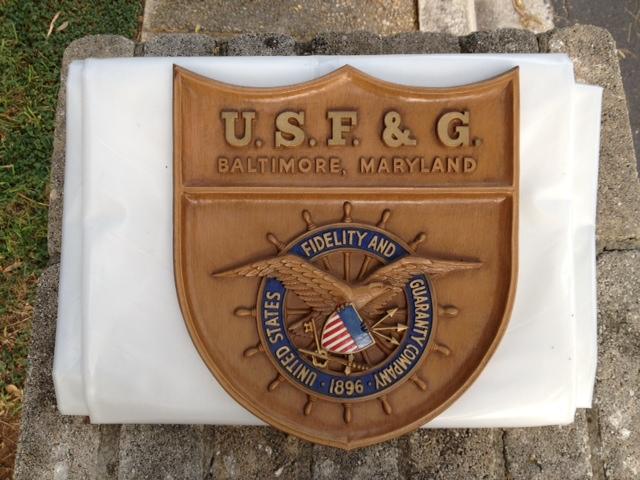 U.S.F. & G.
BALTIMORE, MARYLAND
UNITED STATES
FIDELITY AND
GUARANTY COMPANY
· 1896 ·